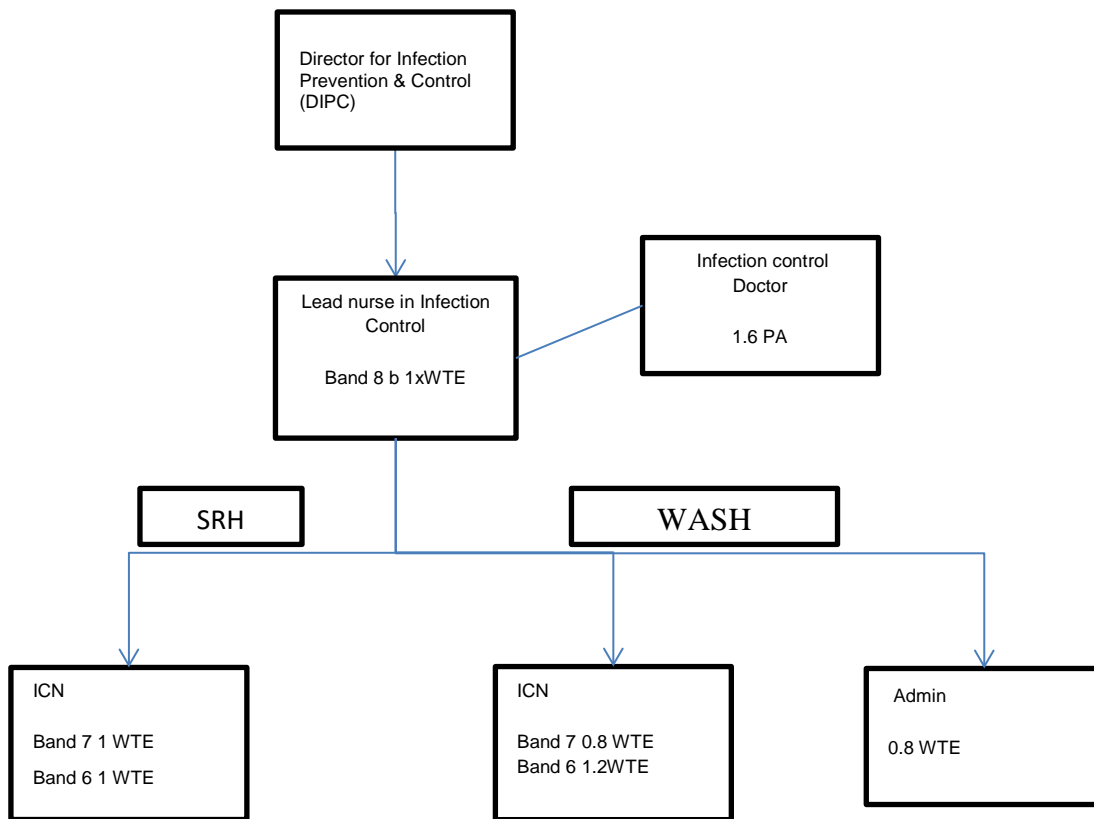 Director for Infection
Prevention & Control
(DIPC)
Infection control
Doctor
1.6 PA
Lead nurse in Infection
Control
Band 8 b 1xWTE
SRH
WASH
ICN
Band 7 1 WTE
Band 6 1 WTE
ICN
Band 7 0.8 WTE
Band 6 1.2WTE
Admin
0.8 WTE